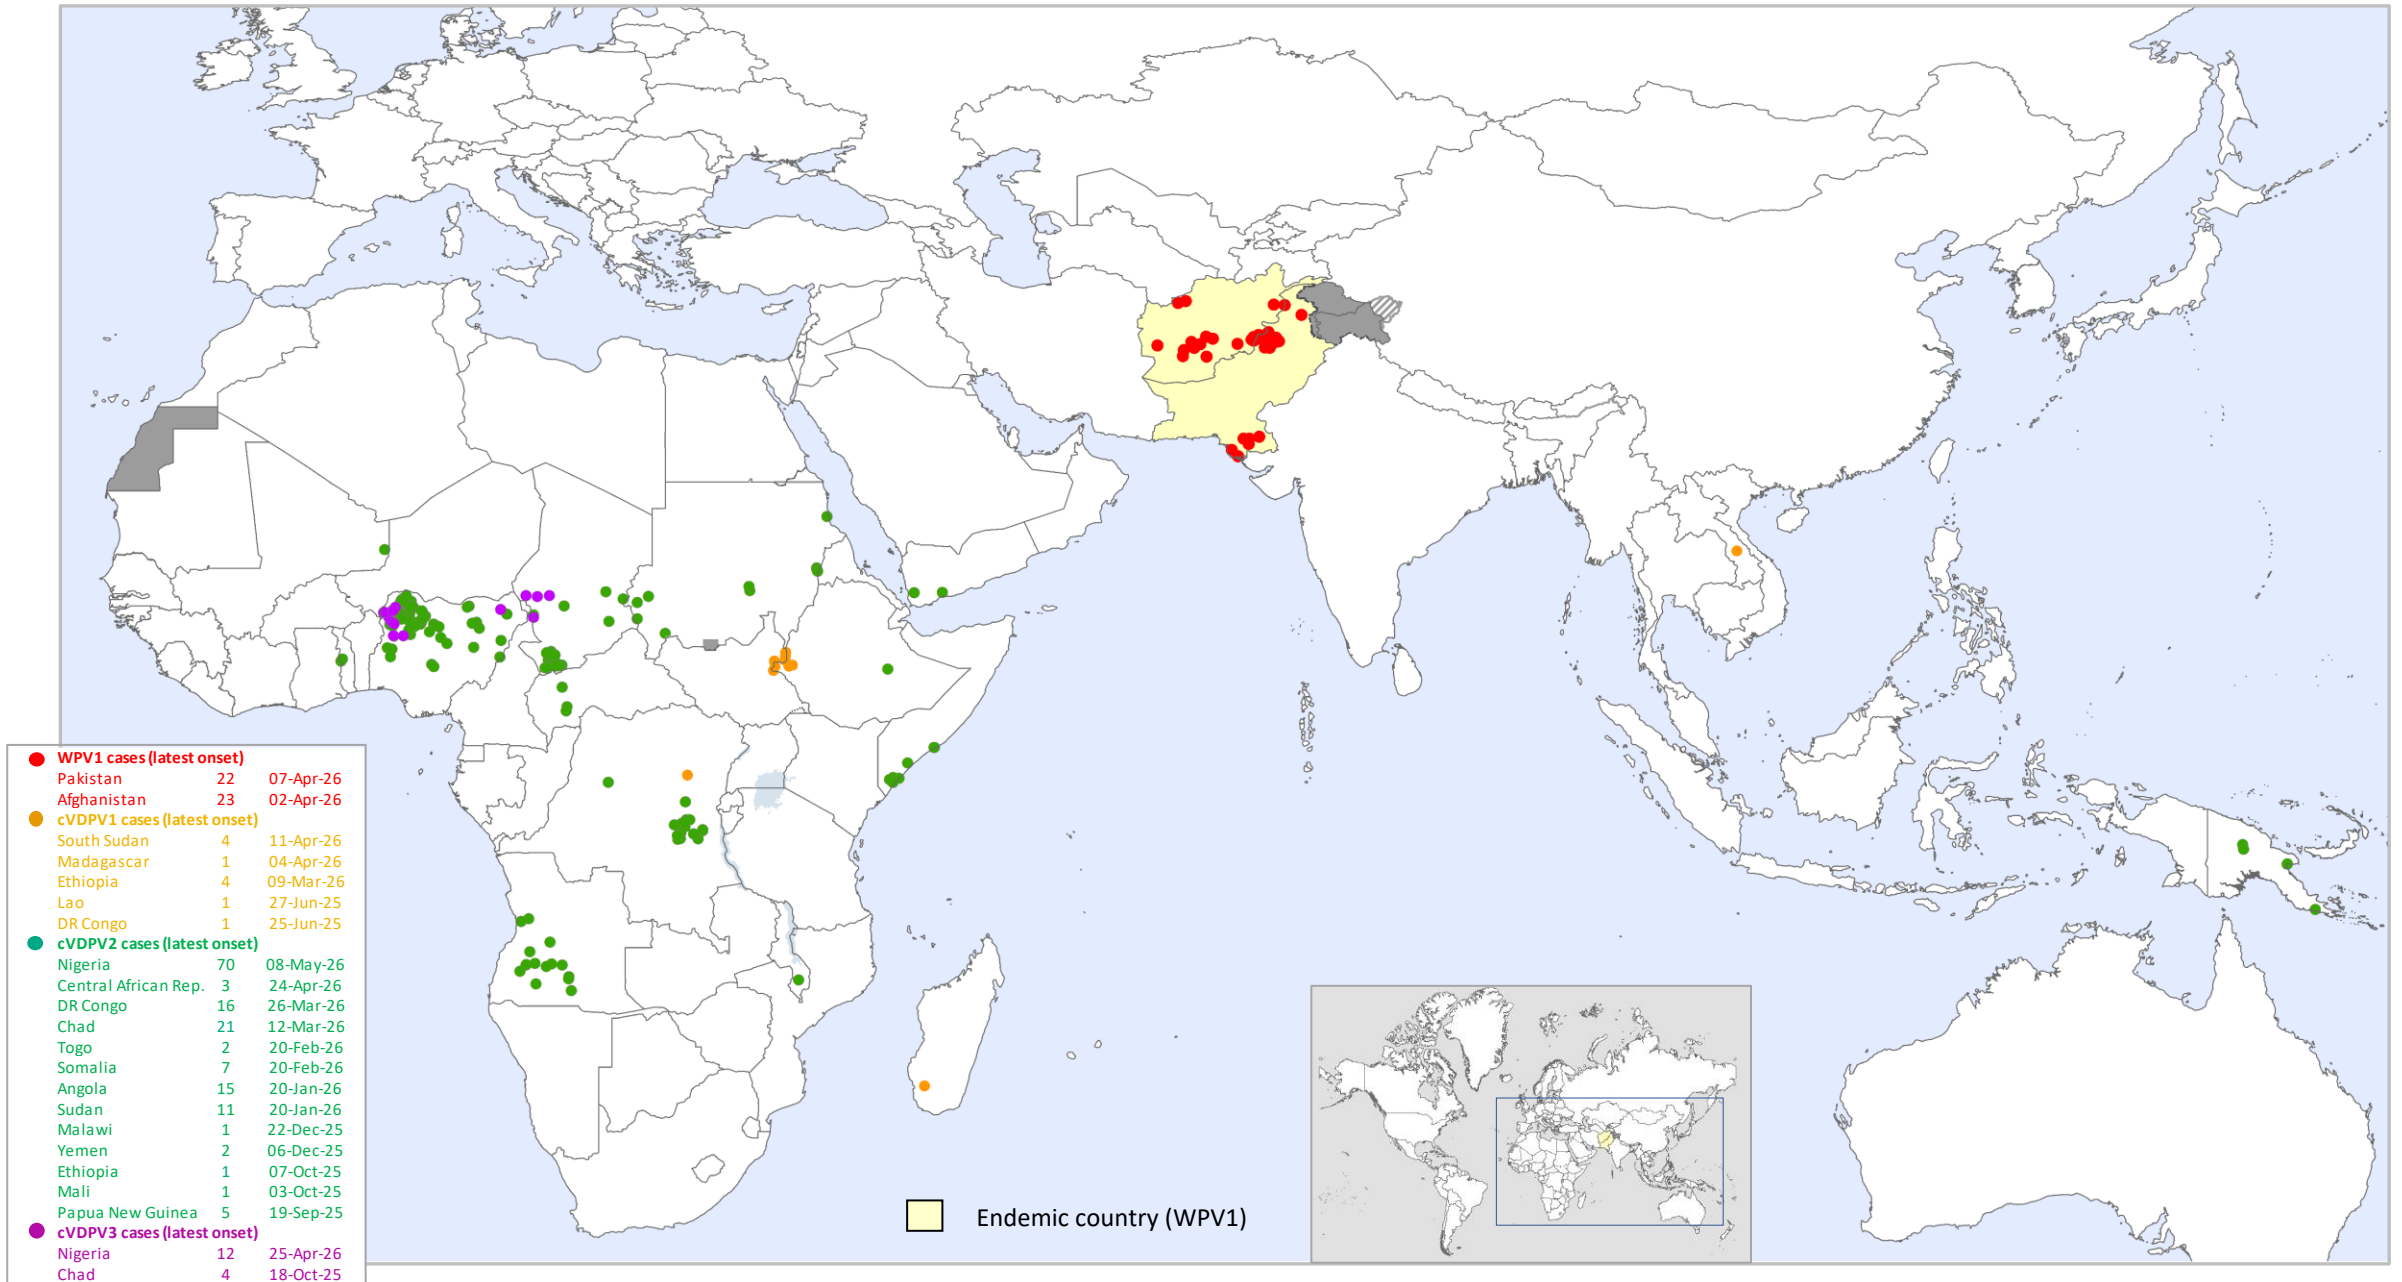 WPV1 cases (latest onset)
Pakistan 22 07-Apr-26
Afghanistan 23 02-Apr-26
cVDPV1 cases (latest onset)
South Sudan 4 11-Apr-26
Madagascar 1 04-Apr-26
Ethiopia 4 09-Mar-26
Lao 1 27-Jun-25
DR Congo 1 25-Jun-25
cVDPV2 cases (latest onset)
Nigeria 70 08-May-26
Central African Rep. 3 24-Apr-26
DR Congo 16 26-Mar-26
Chad 21 12-Mar-26
Togo 2 20-Feb-26
Somalia 7 20-Feb-26
Angola 15 20-Jan-26
Sudan 11 20-Jan-26
Malawi 1 22-Dec-25
Yemen 2 06-Dec-25
Ethiopia 1 07-Oct-25
Mali 1 03-Oct-25
Papua New Guinea 5 19-Sep-25
cVDPV3 cases (latest onset)
Nigeria 12 25-Apr-26
Chad 4 18-Oct-25
Endemic country (WPV1)